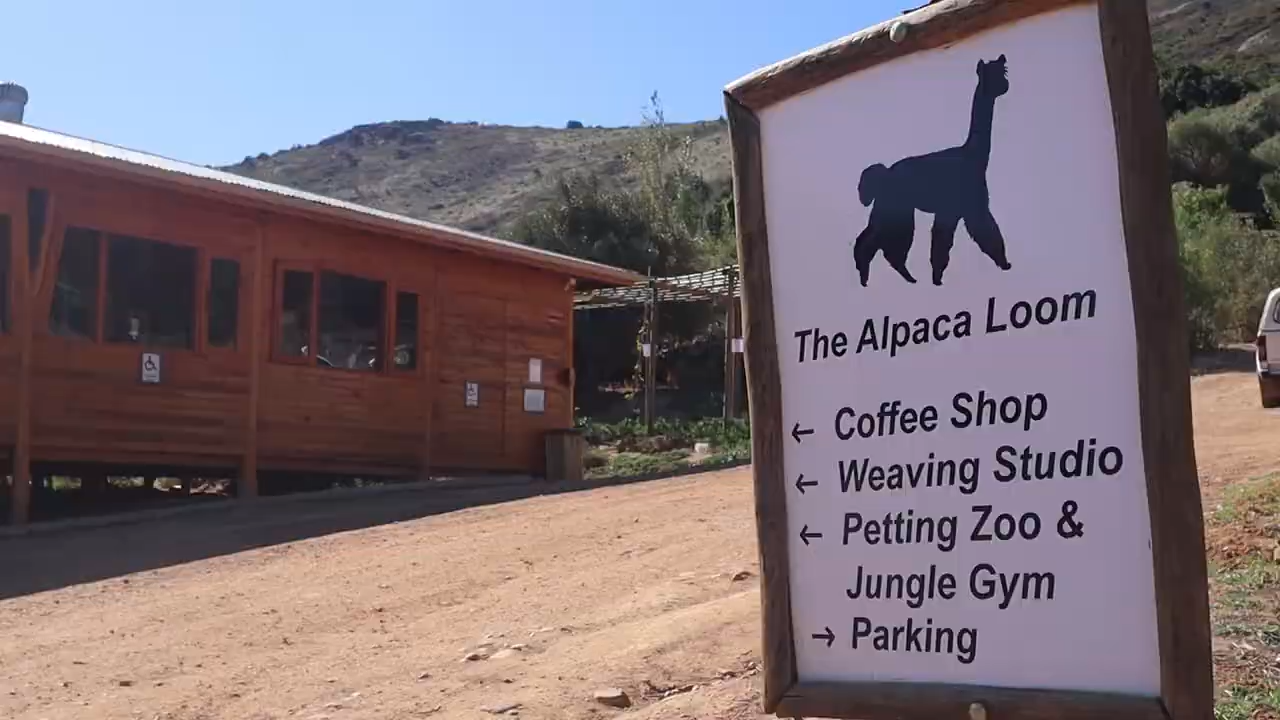 The Alpaca Loom
← Coffee Shop
← Weaving Studio
← Petting Zoo &
Jungle Gym
→ Parking